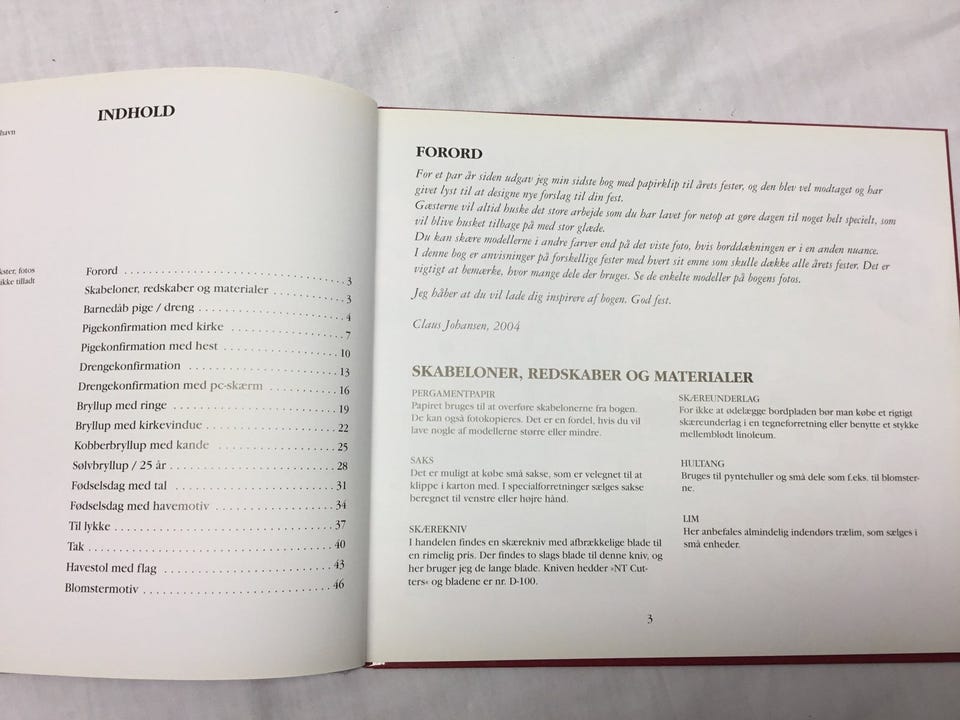 havn
kster, fotos
ikke tilladt
INDHOLD
Forord . . . . . . . . . . . . . . . . . . . . . . . . . . . . . . . . . 3
Skabeloner, redskaber og materialer . . . . . . . . . . . 3
Barnedåb pige / dreng . . . . . . . . . . . . . . . . . . . . . 4
Pigekonfirmation med kirke . . . . . . . . . . . . . . . . . 7
Pigekonfirmation med hest . . . . . . . . . . . . . . . . . 10
Drengekonfirmation . . . . . . . . . . . . . . . . . . . . . . 13
Drengekonfirmation med pc-skærm . . . . . . . . . . . 16
Bryllup med ringe . . . . . . . . . . . . . . . . . . . . . . . . 19
Bryllup med kirkevindue . . . . . . . . . . . . . . . . . . . 22
Kobberbryllup med kande . . . . . . . . . . . . . . . . . . 25
Sølvbryllup / 25 år . . . . . . . . . . . . . . . . . . . . . . . . 28
Fødselsdag med tal . . . . . . . . . . . . . . . . . . . . . . . 31
Fødselsdag med havemotiv . . . . . . . . . . . . . . . . . 34
Til lykke . . . . . . . . . . . . . . . . . . . . . . . . . . . . . . . 37
Tak . . . . . . . . . . . . . . . . . . . . . . . . . . . . . . . . . . . 40
Havestol med flag . . . . . . . . . . . . . . . . . . . . . . . . 43
Blomstermotiv . . . . . . . . . . . . . . . . . . . . . . . . . . . 46
FORORD
For et par år siden udgav jeg min sidste bog med papirklip til årets fester, og den blev vel modtaget og har
givet lyst til at designe nye forslag til din fest.
Gæsterne vil altid huske det store arbejde som du har lavet for netop at gøre dagen til noget helt specielt, som
vil blive husket tilbage på med stor glæde.
Du kan skære modellerne i andre farver end på det viste foto, hvis borddækningen er i en anden nuance.
I denne bog er anvisninger på forskellige fester med hvert sit emne som skulle dække alle årets fester. Det er
vigtigt at bemærke, hvor mange dele der bruges. Se de enkelte modeller på bogens fotos.
Jeg håber at du vil lade dig inspirere af bogen. God fest.
Claus Johansen, 2004
SKABELONER, REDSKABER OG MATERIALER
PERGAMENTPAPIR
Papiret bruges til at overføre skabelonerne fra bogen.
De kan også fotokopieres. Det er en fordel, hvis du vil
lave nogle af modellerne større eller mindre.
SAKS
Det er muligt at købe små sakse, som er velegnet til at
klippe i karton med. I specialforretninger sælges sakse
beregnet til venstre eller højre hånd.
SKÆREKNIV
I handelen findes en skærekniv med afbrækkelige blade til
en rimelig pris. Der findes to slags blade til denne kniv, og
her bruger jeg de lange blade. Kniven hedder »NT Cut-
ters« og bladene er nr. D-100.
SKÆREUNDERLAG
For ikke at ødelægge bordpladen bør man købe et rigtigt
skæreunderlag i en tegneforretning eller benytte et stykke
mellemblødt linoleum.
HULTANG
Bruges til pyntehuller og små dele som f.eks. til blomster-
ne.
LIM
Her anbefales almindelig indendørs trælim, som sælges i
små enheder.
3